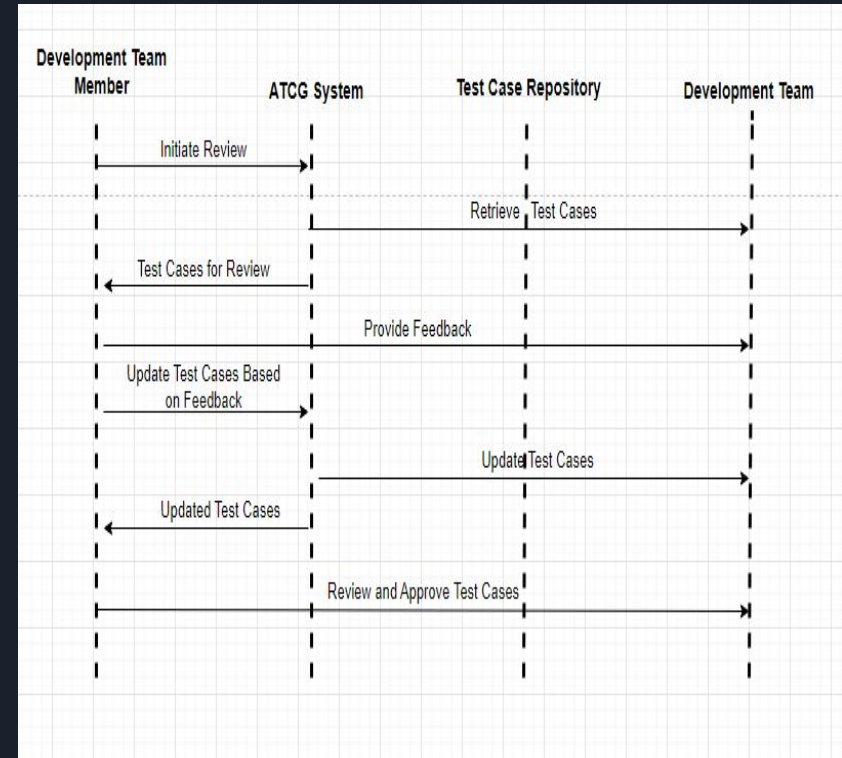 Development Team
Member
ATCG System
Test Case Repository
Development Team
Initiate Review
Retrieve Test Cases
Test Cases for Review
Provide Feedback
Update Test Cases Based
on Feedback
Update Test Cases
Updated Test Cases
Review and Approve Test Cases